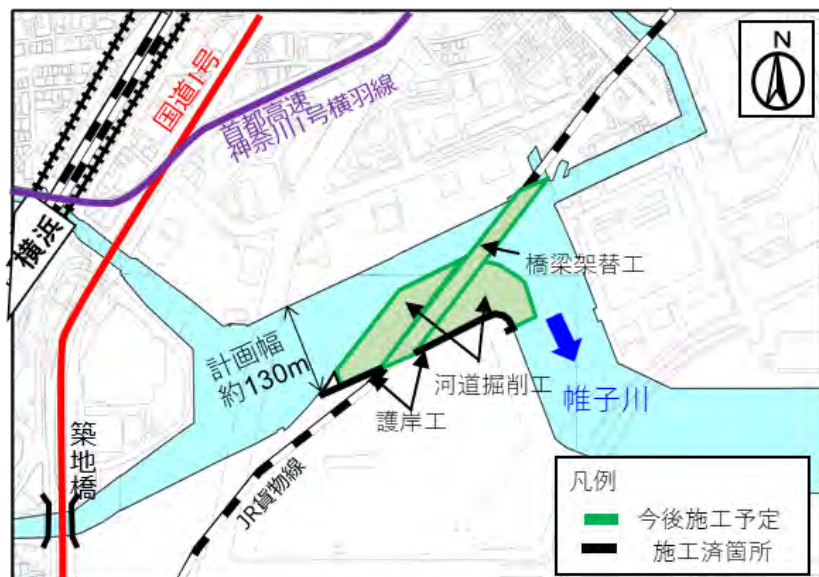 N
国道1号
首都高速
神奈川1号横羽線
横浜
橋梁架替工
計画幅
約130m
河道掘削工
護岸工
帷子川
築地橋
JR貨物線
凡例
今後施工予定
施工済箇所